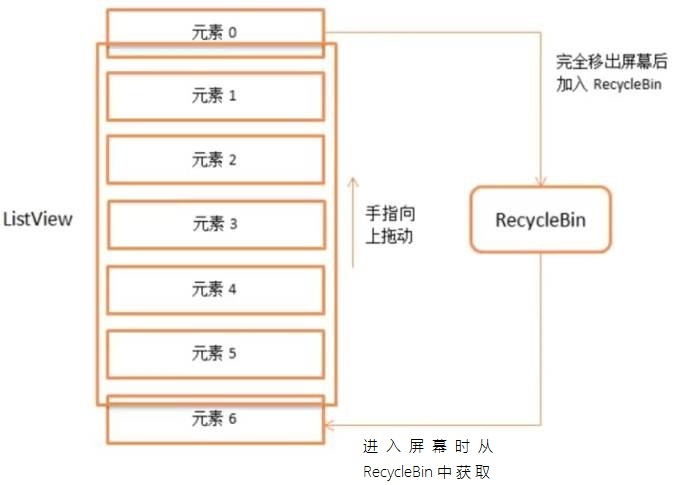 元素 0
完全移出屏幕后
加入 RecycleBin
元素 1
元素 2
ListView
元素 3
手指向
上拖动
RecycleBin
元素 4
元素 5
元素 6
进入屏幕时从
RecycleBin 中获取